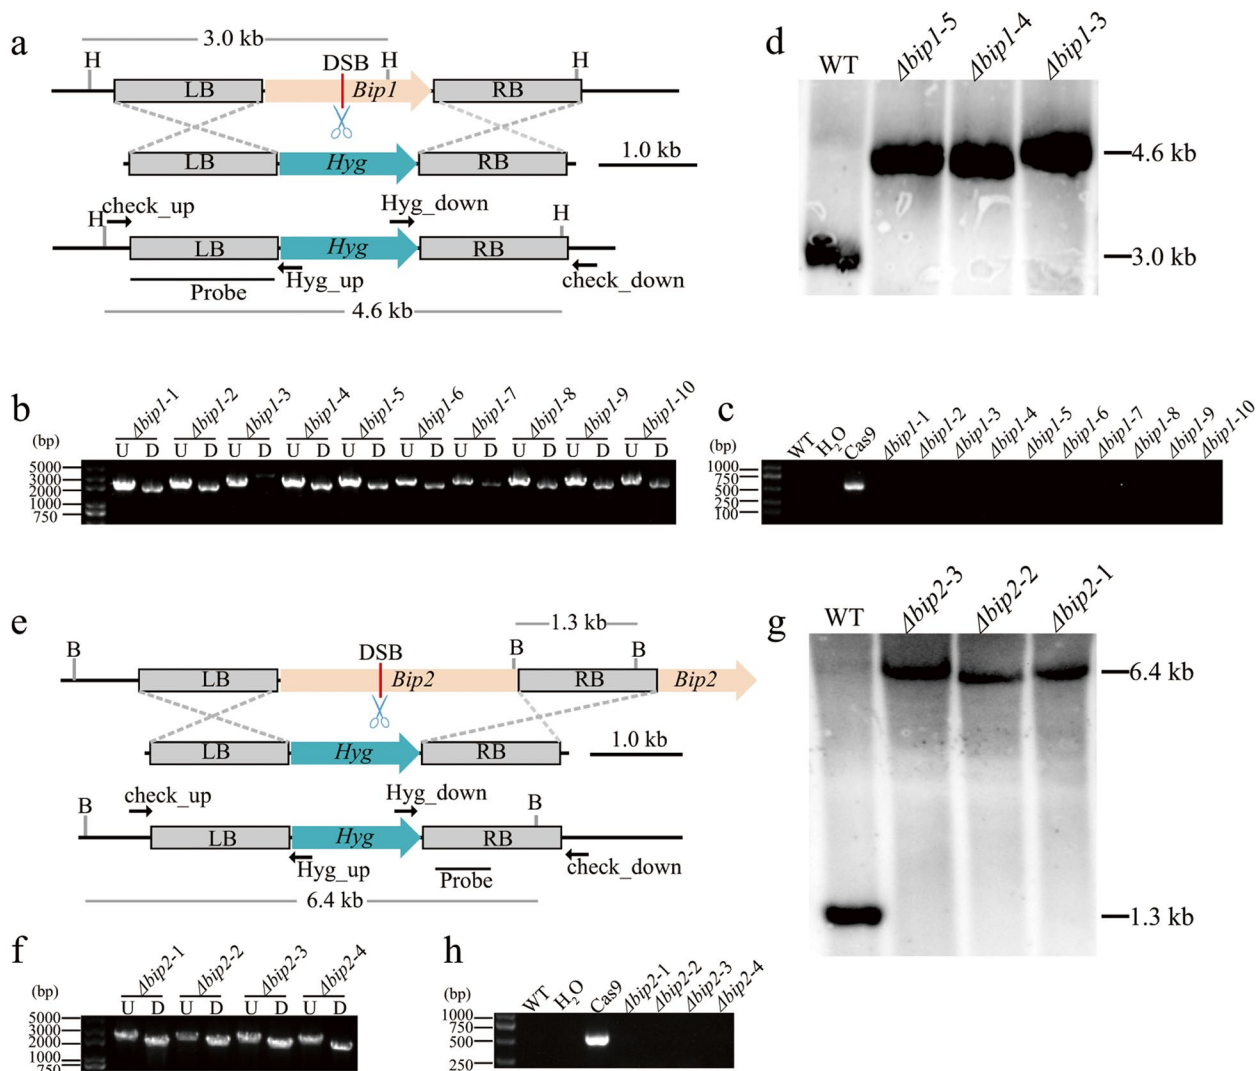 a
3.0 kb
H
DSB
H
H
LB
Bip1
RB
LB
Hyg
RB
1.0 kb
H
check_up
Hyg_down
H
LB
Hyg
RB
Probe
Hyg_up
check_down
4.6 kb
d
WT
Δbip1-5
Δbip1-4
Δbip1-3
4.6 kb
3.0 kb
b
Δbip1-1
Δbip1-2
Δbip1-3
Δbip1-4
Δbip1-5
Δbip1-6
Δbip1-7
Δbip1-8
Δbip1-9
Δbip1-10
(bp)
U D U D U D U D U D U D U D U D U D U D
5000
3000
2000
1000
750
c
WT
H₂O
Cas9
Δbip1-1
Δbip1-2
Δbip1-3
Δbip1-4
Δbip1-5
Δbip1-6
Δbip1-7
Δbip1-8
Δbip1-9
Δbip1-10
(bp)
1000
750
500
250
100
e
1.3 kb
B
DSB
B
B
LB
Bip2
RB
Bip2
LB
Hyg
RB
1.0 kb
B
check_up
Hyg_down
B
LB
Hyg
RB
Hyg_up
Probe
check_down
6.4 kb
g
WT
Δbip2-3
Δbip2-2
Δbip2-1
6.4 kb
1.3 kb
f
Δbip2-1
Δbip2-2
Δbip2-3
Δbip2-4
(bp)
U D U D U D U D
5000
3000
2000
1000
750
h
WT
H₂O
Cas9
Δbip2-1
Δbip2-2
Δbip2-3
Δbip2-4
(bp)
1000
750
500
250